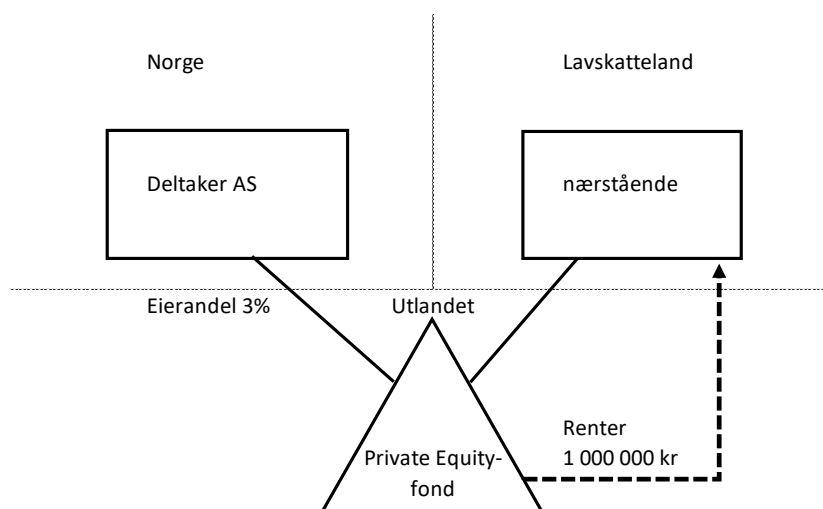 Norge
Lavskatteland
Deltaker AS
nærstående
Eierandel 3%
Utlandet
Renter
1 000 000 kr
Private Equity-
fond